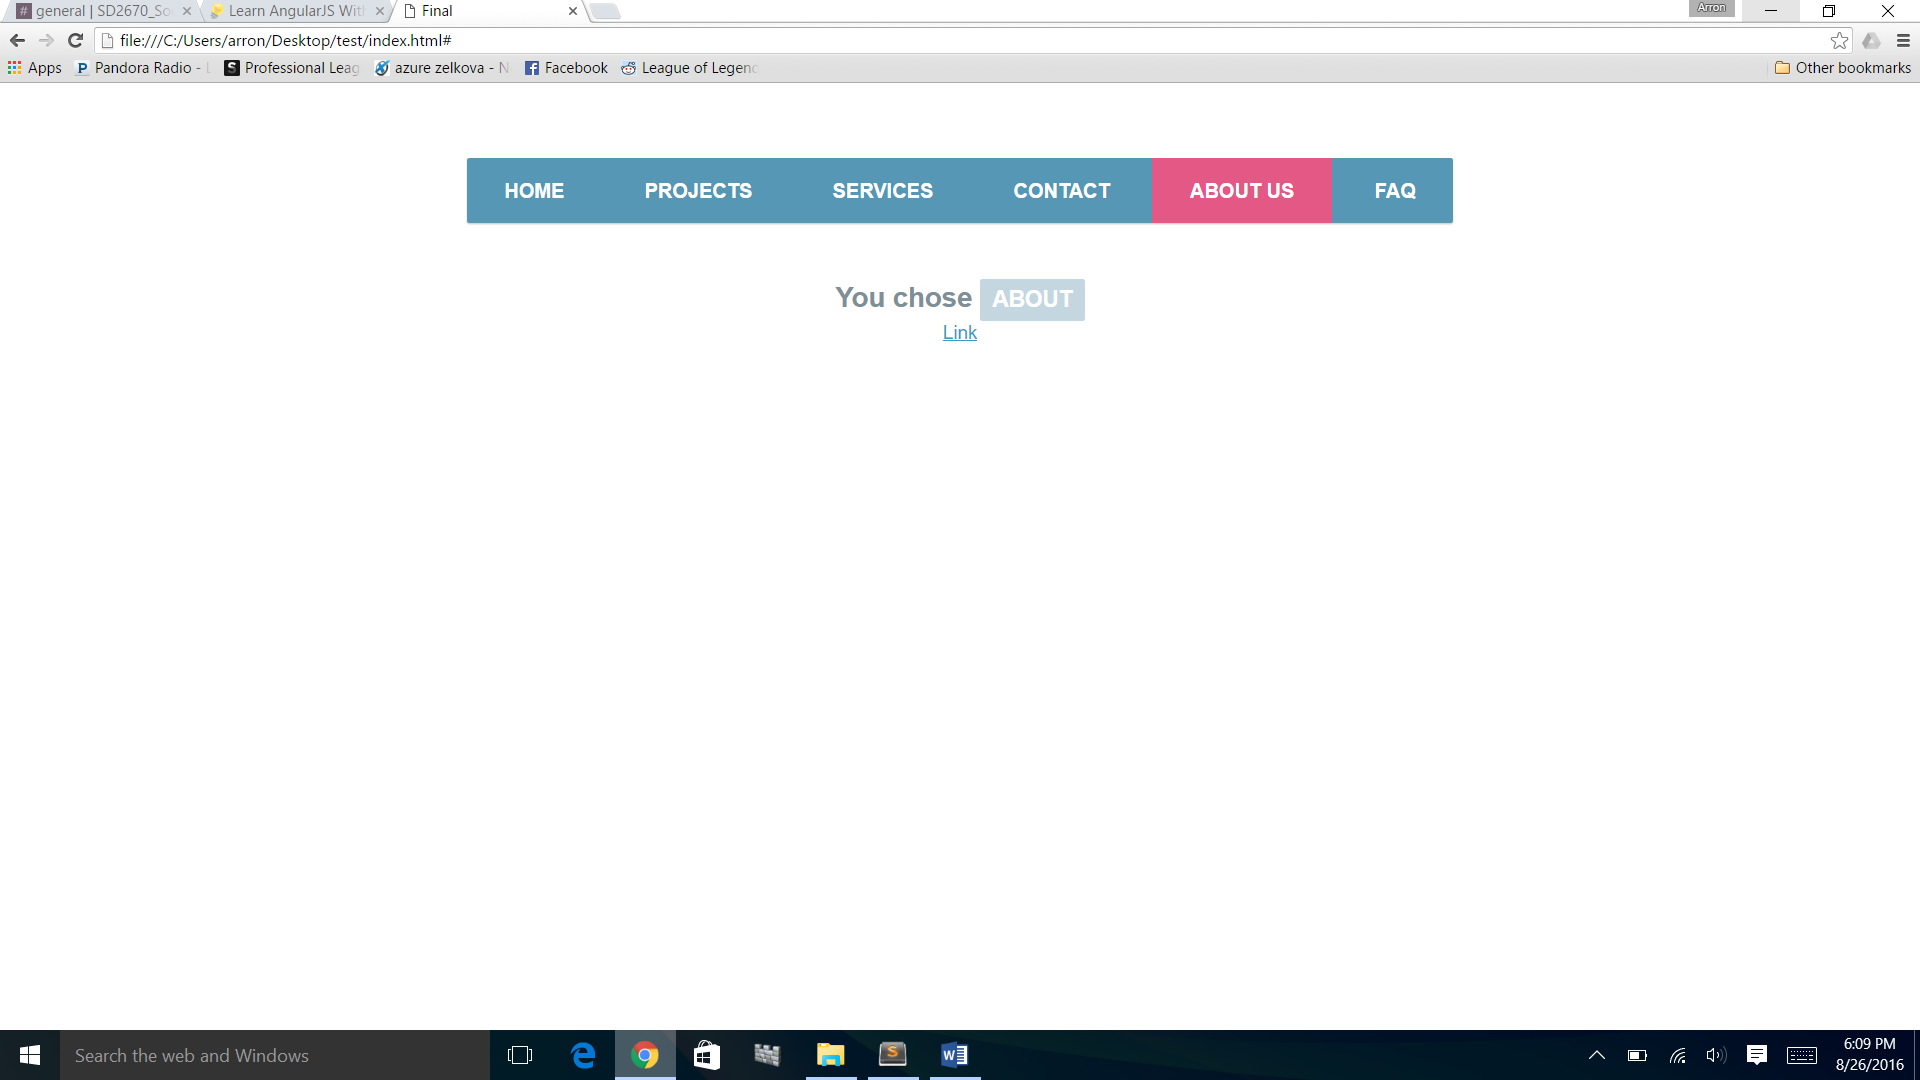 # general | SD2670_So
Learn AngularJS Wit
Final
Arron
file:///C:/Users/arron/Desktop/test/index.html#
Apps
P Pandora Radio -
S Professional Leag
azure zelkova - N
f Facebook
League of Legen
Other bookmarks
HOME PROJECTS SERVICES CONTACT ABOUT US FAQ
You chose ABOUT
Link
Search the web and Windows
6:09 PM
8/26/2016